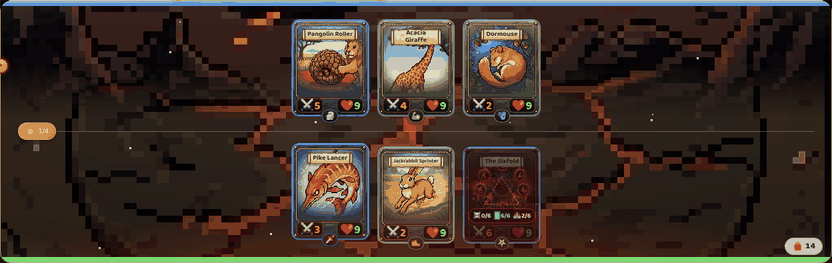 Pangolin Roller
5 9
Acacia
Giraffe
4 9
Dormouse
2 9
1/4
Pike Lancer
3 9
Jackrabbit Sprinter
2 9
The Sixfold
0/6 6/6 2/6
6 9
14